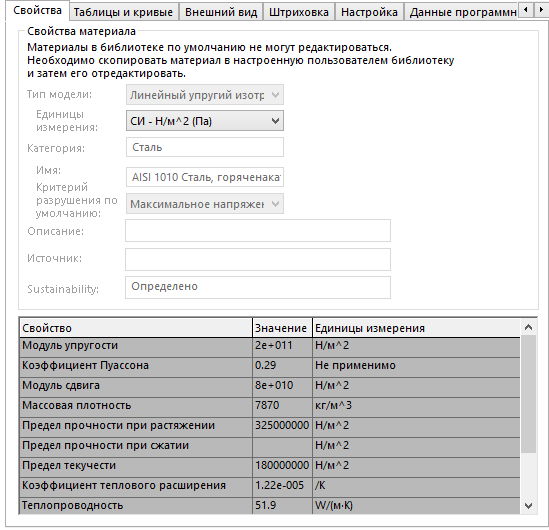 Свойства Таблицы и кривые Внешний вид Штриховка Настройка Данные программн
Свойства материала
Материалы в библиотеке по умолчанию не могут редактироваться.
Необходимо скопировать материал в настроенную пользователем библиотеку
и затем его отредактировать.
Тип модели: Линейный упругий изотр
Единицы
измерения: СИ - Н/м^2 (Па)
Категория: Сталь
Имя: AISI 1010 Сталь, горяченака
Критерий
разрушения по
умолчанию: Максимальное напряжен
Описание:
Источник:
Sustainability: Определено
Свойство Значение Единицы измерения
Модуль упругости 2e+011 Н/м^2
Коэффициент Пуассона 0.29 Не применимо
Модуль сдвига 8e+010 Н/м^2
Массовая плотность 7870 кг/м^3
Предел прочности при растяжении 325000000 Н/м^2
Предел прочности при сжатии Н/м^2
Предел текучести 180000000 Н/м^2
Коэффициент теплового расширения 1.22e-005 /K
Теплопроводность 51.9 W/(м·K)